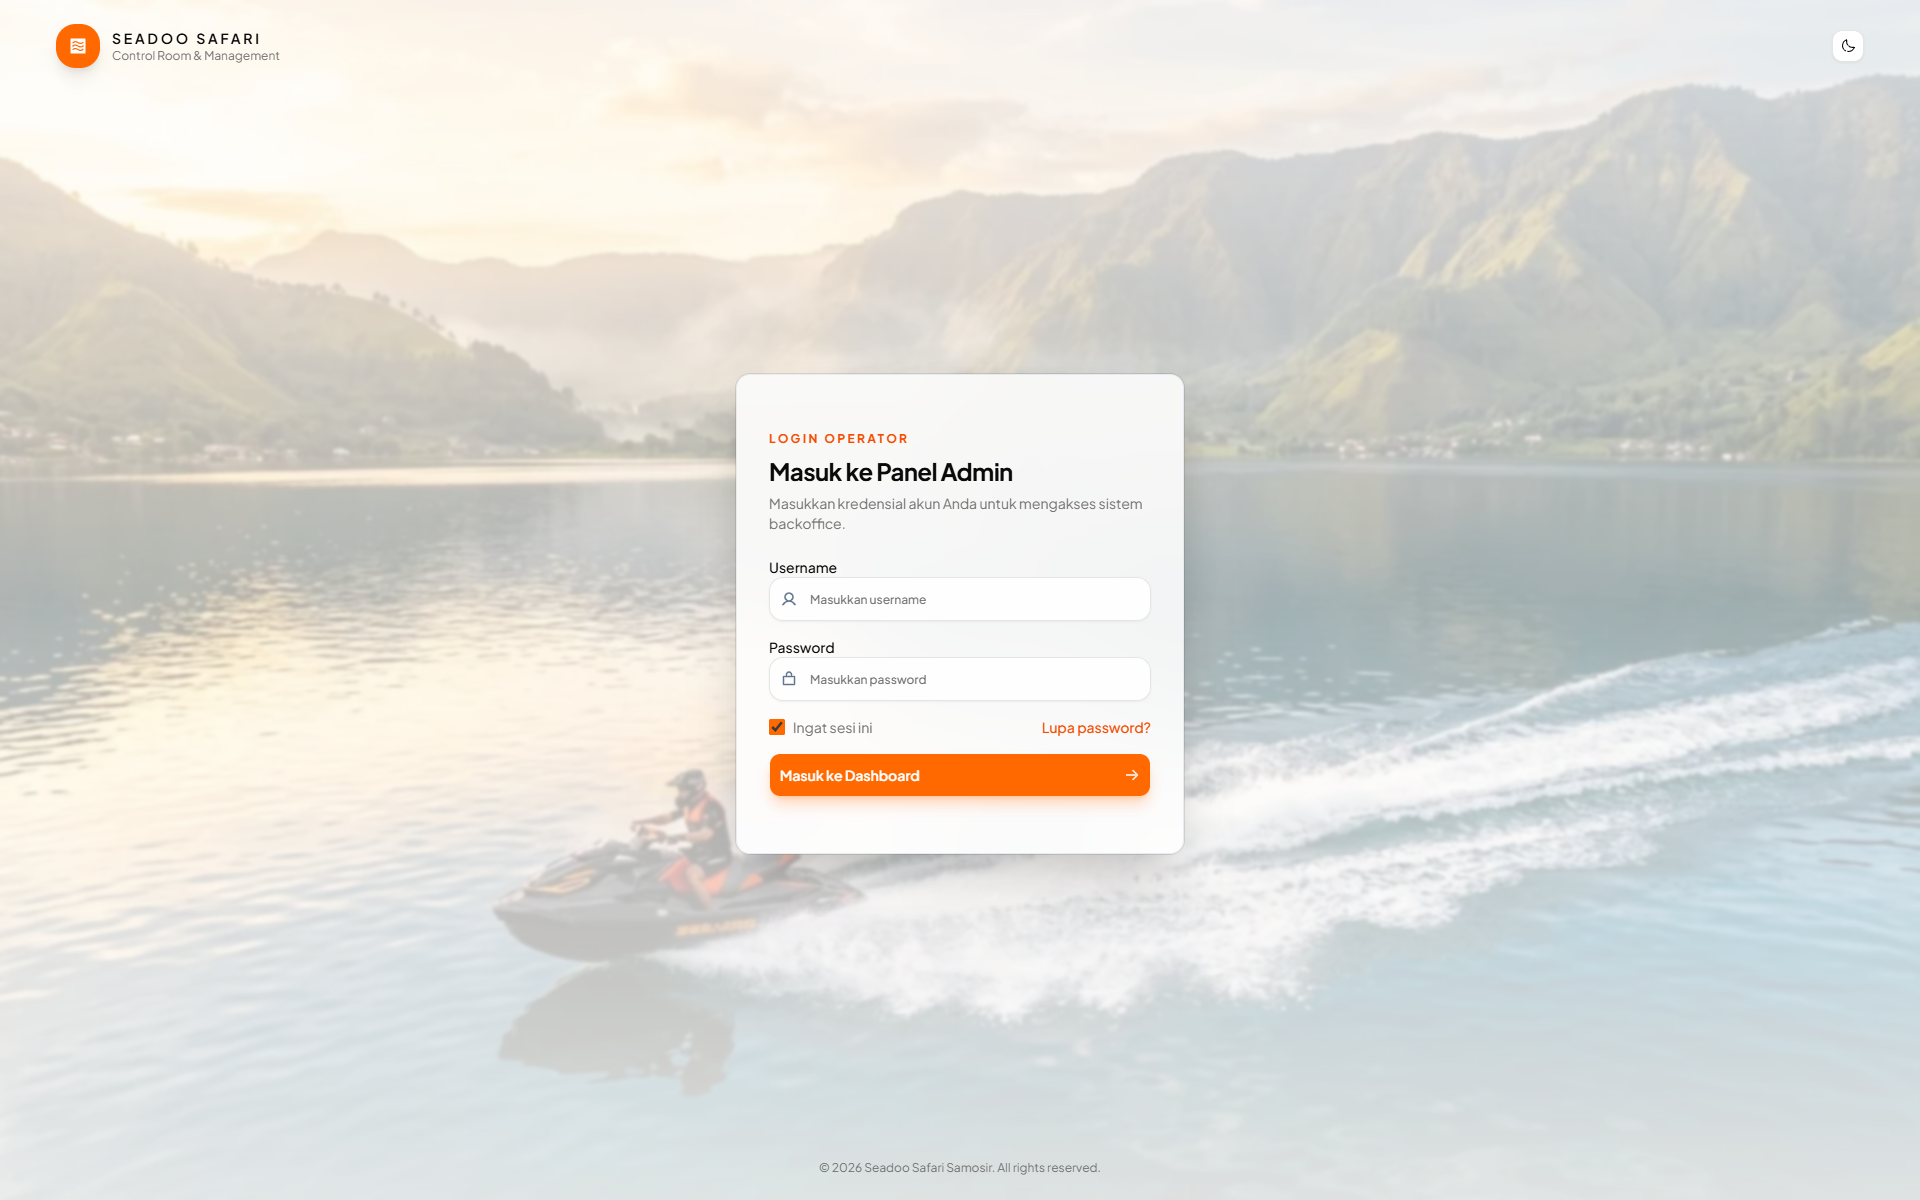 SEADOO SAFARI
Control Room & Management
LOGIN OPERATOR
Masuk ke Panel Admin
Masukkan kredensial akun Anda untuk mengakses sistem
backoffice.
Username
Masukkan username
Password
Masukkan password
Ingat sesi ini
Lupa password?
Masuk ke Dashboard
SEADOO
© 2026 Seadoo Safari Samosir. All rights reserved.